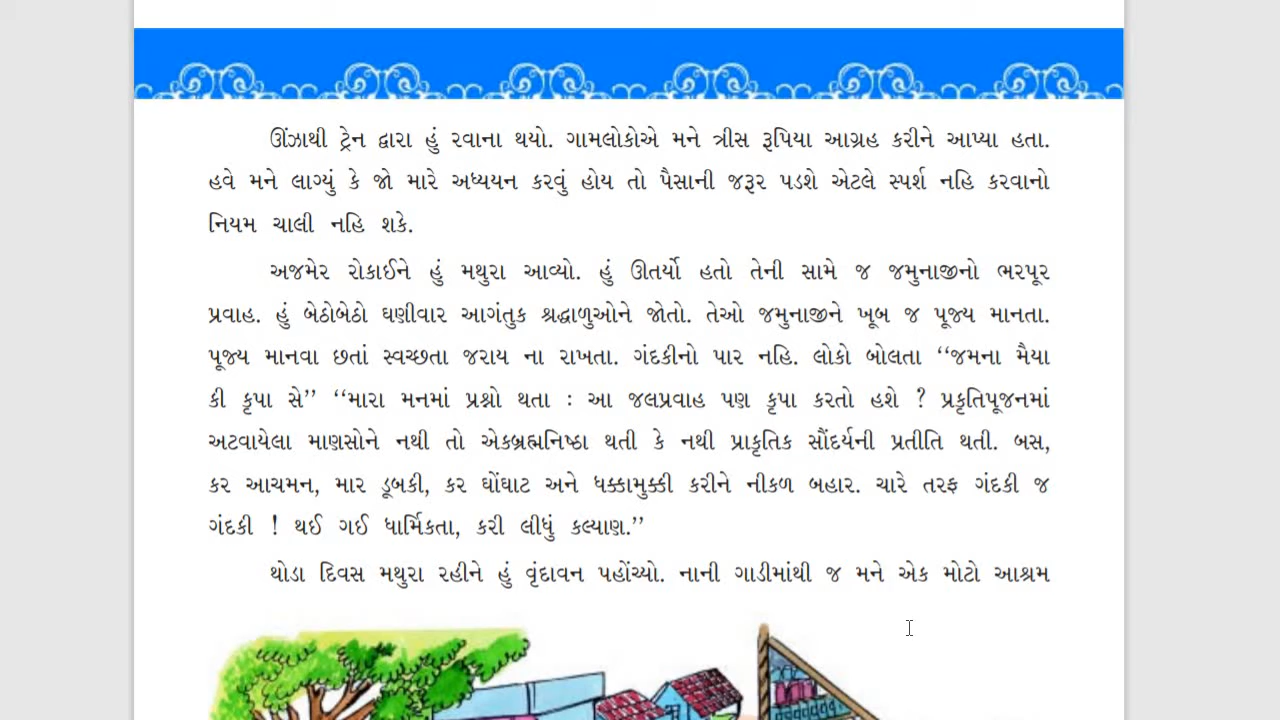 ઊંઝાથી ટ્રેન દ્વારા હું રવાના થયો. ગામલોકોએ મને ત્રીસ રૂપિયા આગ્રહ કરીને આપ્યા હતા.
હવે મને લાગ્યું કે જો મારે અધ્યયન કરવું હોય તો પૈસાની જરૂર પડશે એટલે સ્પર્શ નહિ કરવાનો
નિયમ ચાલી નહિ શકે.
અજમેર રોકાઈને હું મથુરા આવ્યો. હું ઊતર્યો હતો તેની સામે જ જમુનાજીનો ભરપૂર
પ્રવાહ. હું બેઠોબેઠો ઘણીવાર આગંતુક શ્રદ્ધાળુઓને જોતો. તેઓ જમુનાજીને ખૂબ જ પૂજ્ય માનતા.
પૂજ્ય માનવા છતાં સ્વચ્છતા જરાય ના રાખતા. ગંદકીનો પાર નહિ. લોકો બોલતા “જમના મૈયા
કી કૃપા સે” “મારા મનમાં પ્રશ્નો થતા : આ જલપ્રવાહ પણ કૃપા કરતો હશે ? પ્રકૃતિપૂજનમાં
અટવાયેલા માણસોને નથી તો એકબ્રહ્મનિષ્ઠા થતી કે નથી પ્રાકૃતિક સૌંદર્યની પ્રતીતિ થતી. બસ,
કર આચમન, માર ડૂબકી, કર ઘોંઘાટ અને ધક્કામુક્કી કરીને નીકળ બહાર. ચારે તરફ ગંદકી જ
ગંદકી ! થઈ ગઈ ધાર્મિકતા, કરી લીધું કલ્યાણ.”
થોડા દિવસ મથુરા રહીને હું વૃંદાવન પહોંચ્યો. નાની ગાડીમાંથી જ મને એક મોટો આશ્રમ